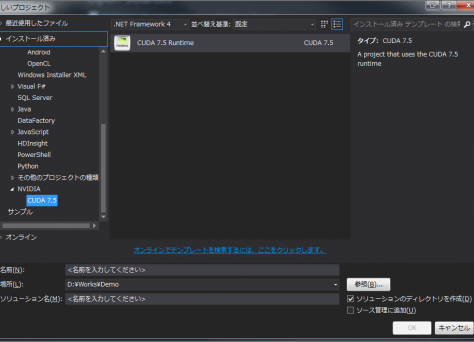 しいプロジェクト
最近使用したファイル
.NET Framework 4
並べ替え基準:
既定
インストール済み テンプレート の検索
インストール済み
Android
OpenCL
Windows Installer XML
Visual F#
SQL Server
Java
DataFactory
JavaScript
HDInsight
PowerShell
Python
その他のプロジェクトの種類
NVIDIA
CUDA 7.5
サンプル
オンライン
CUDA 7.5 Runtime
CUDA 7.5
タイプ: CUDA 7.5
A project that uses the CUDA 7.5
runtime
オンラインでテンプレートを検索するには、ここをクリックします。
名前(N):
<名前を入力してください>
場所(L):
D:¥Works¥Demo
参照(B)...
ソリューション名(M):
<名前を入力してください>
ソリューションのディレクトリを作成(D)
ソース管理に追加(U)
OK
キャンセル